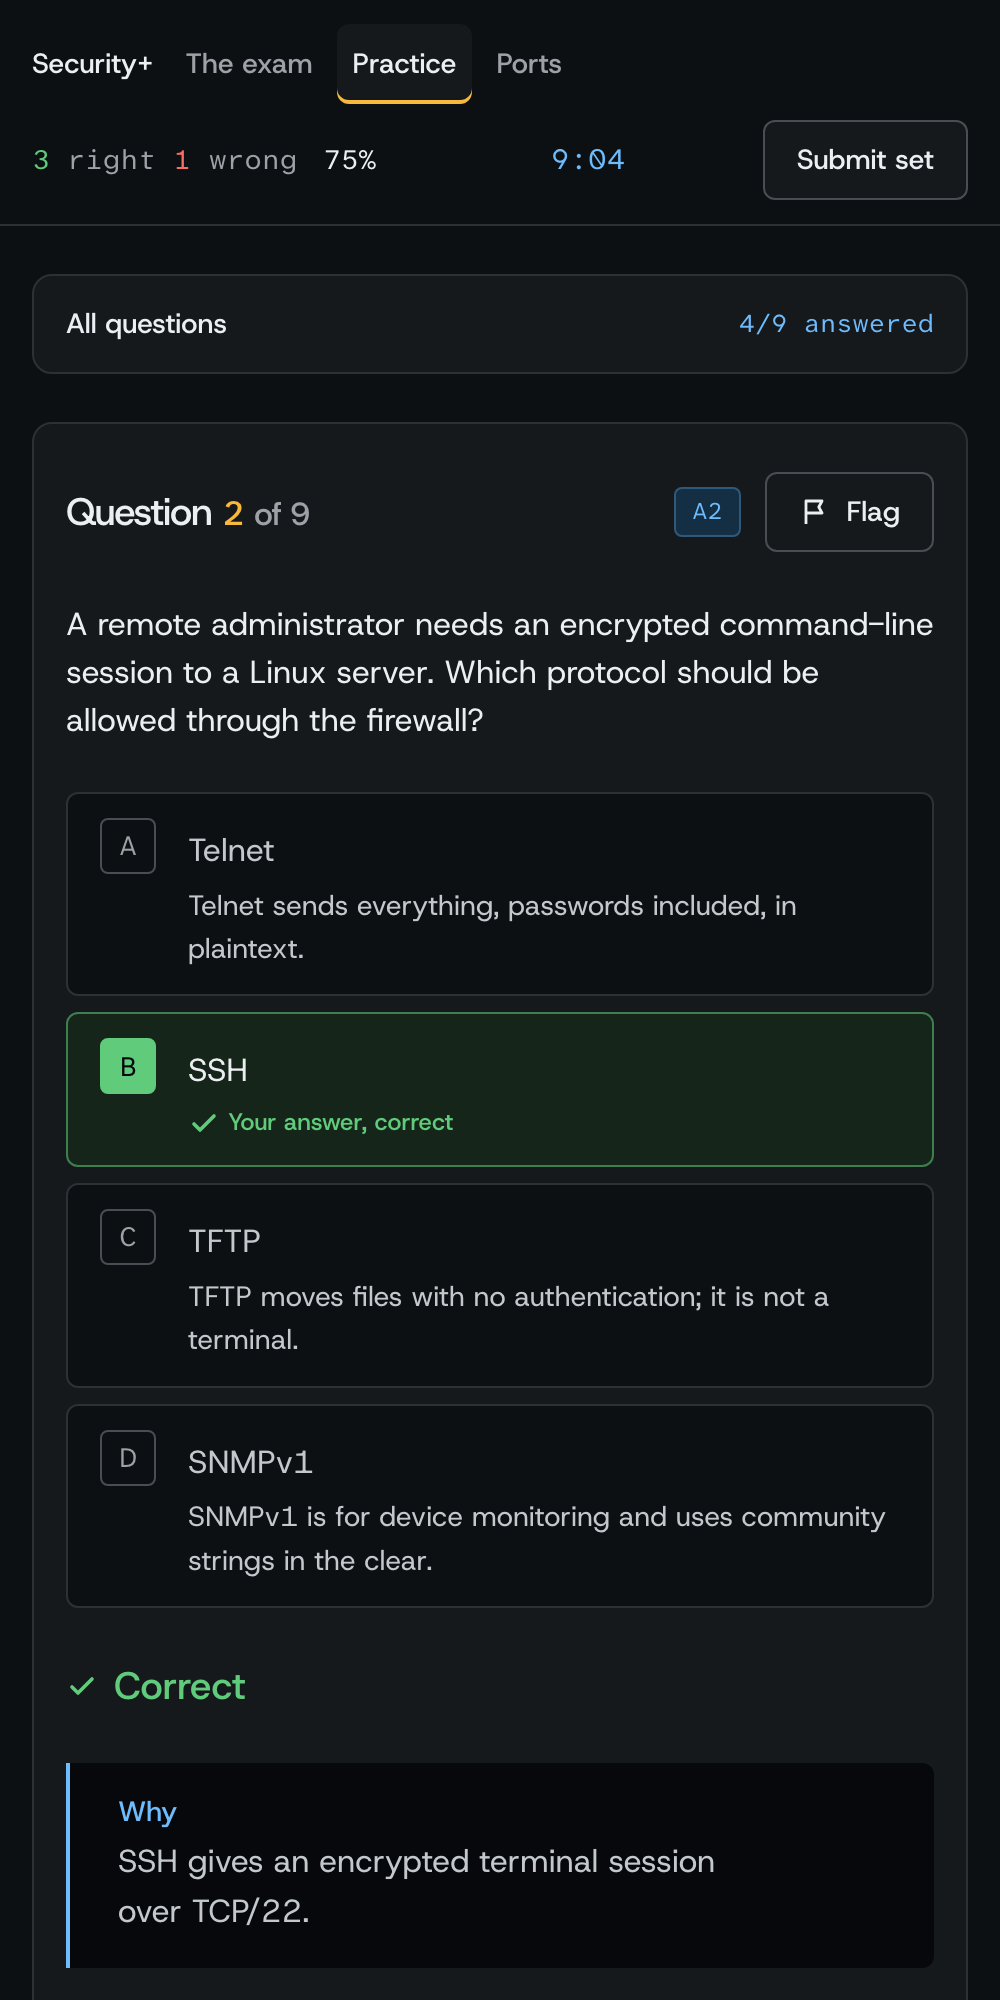 Security+ The exam Practice Ports
3 right 1 wrong 75% 9:04 Submit set
All questions 4/9 answered
Question 2 of 9 A2 Flag
A remote administrator needs an encrypted command-line
session to a Linux server. Which protocol should be
allowed through the firewall?
A Telnet
Telnet sends everything, passwords included, in
plaintext.
B SSH
Your answer, correct
C TFTP
TFTP moves files with no authentication; it is not a
terminal.
D SNMPv1
SNMPv1 is for device monitoring and uses community
strings in the clear.
Correct
Why
SSH gives an encrypted terminal session
over TCP/22.